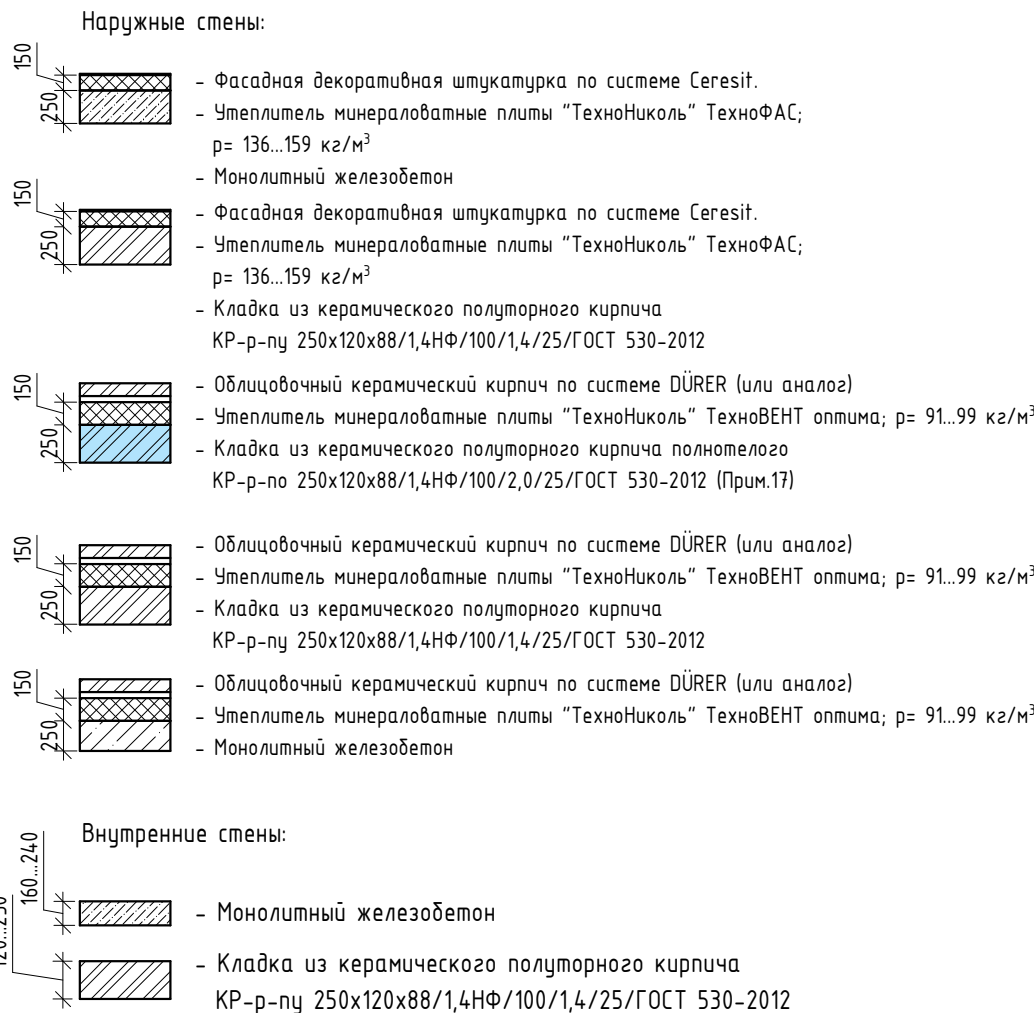 Наружные стены:
150
250
- Фасадная декоративная штукатурка по системе Ceresit.
- Утеплитель минераловатные плиты "ТехноНиколь" ТехноФАС;
p= 136...159 кг/м³
- Монолитный железобетон
150
250
- Фасадная декоративная штукатурка по системе Ceresit.
- Утеплитель минераловатные плиты "ТехноНиколь" ТехноФАС;
p= 136...159 кг/м³
- Кладка из керамического полуторного кирпича
КР-р-пу 250х120х88/1,4НФ/100/1,4/25/ГОСТ 530-2012
150
250
- Облицовочный керамический кирпич по системе DÜRER (или аналог)
- Утеплитель минераловатные плиты "ТехноНиколь" ТехноВЕНТ оптима; p= 91...99 кг/м³
- Кладка из керамического полуторного кирпича полнотелого
КР-р-по 250х120х88/1,4НФ/100/2,0/25/ГОСТ 530-2012 (Прим.17)
150
250
- Облицовочный керамический кирпич по системе DÜRER (или аналог)
- Утеплитель минераловатные плиты "ТехноНиколь" ТехноВЕНТ оптима; p= 91...99 кг/м³
- Кладка из керамического полуторного кирпича
КР-р-пу 250х120х88/1,4НФ/100/1,4/25/ГОСТ 530-2012
150
250
- Облицовочный керамический кирпич по системе DÜRER (или аналог)
- Утеплитель минераловатные плиты "ТехноНиколь" ТехноВЕНТ оптима; p= 91...99 кг/м³
- Монолитный железобетон
Внутренние стены:
160...240
- Монолитный железобетон
120...250
- Кладка из керамического полуторного кирпича
КР-р-пу 250х120х88/1,4НФ/100/1,4/25/ГОСТ 530-2012